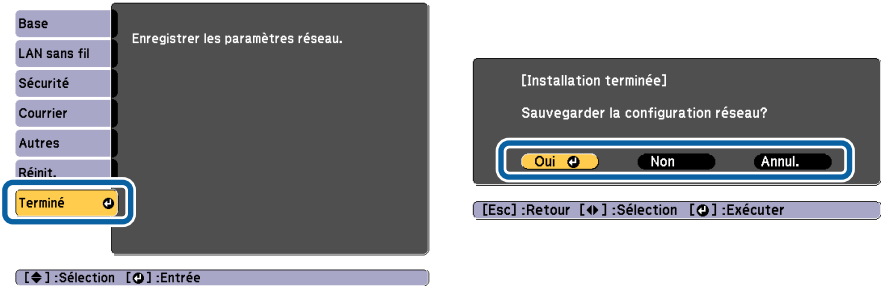 Base
LAN sans fil
Sécurité
Courrier
Autres
Réinit.
Terminé
Enregistrer les paramètres réseau.
[ ] :Sélection [ ] :Entrée
[Installation terminée]
Sauvegarder la configuration réseau?
Oui Non Annul.
[Esc] :Retour [ ] :Sélection [ ] :Exécuter